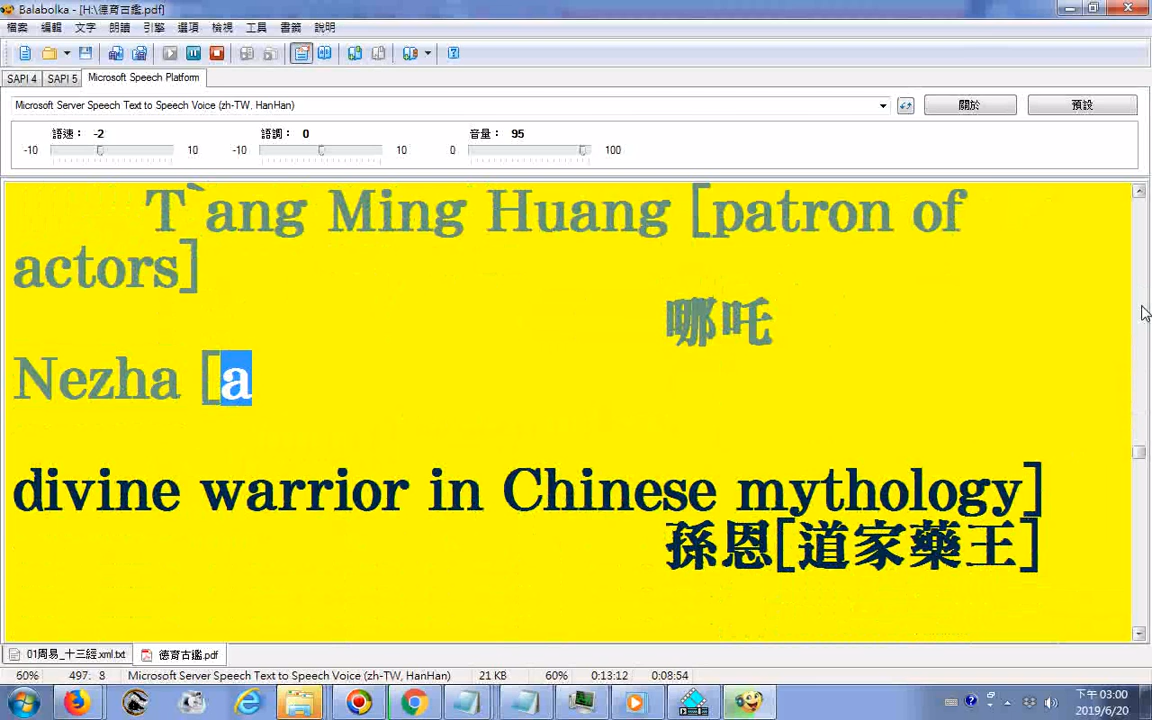 Balabolka - [H:\德育古鑑.pdf]
檔案 編輯 文字 朗讀 引擎 選項 檢視 工具 書籤 說明
SAPI 4 SAPI 5 Microsoft Speech Platform
Microsoft Server Speech Text to Speech Voice (zh-TW, HanHan) 關於 預設
語速： -2 語調： 0 音量： 95
-10 10 -10 10 0 100
T`ang Ming Huang [patron of
actors]
哪吒
Nezha [a
divine warrior in Chinese mythology]
孫恩[道家藥王]
01周易_十三經.xml.txt 德育古鑑.pdf
60% 497. 8 Microsoft Server Speech Text to Speech Voice (zh-TW, HanHan) 21 KB 60% 0:13:12 0:08:54
下午 03:00
2019/6/20